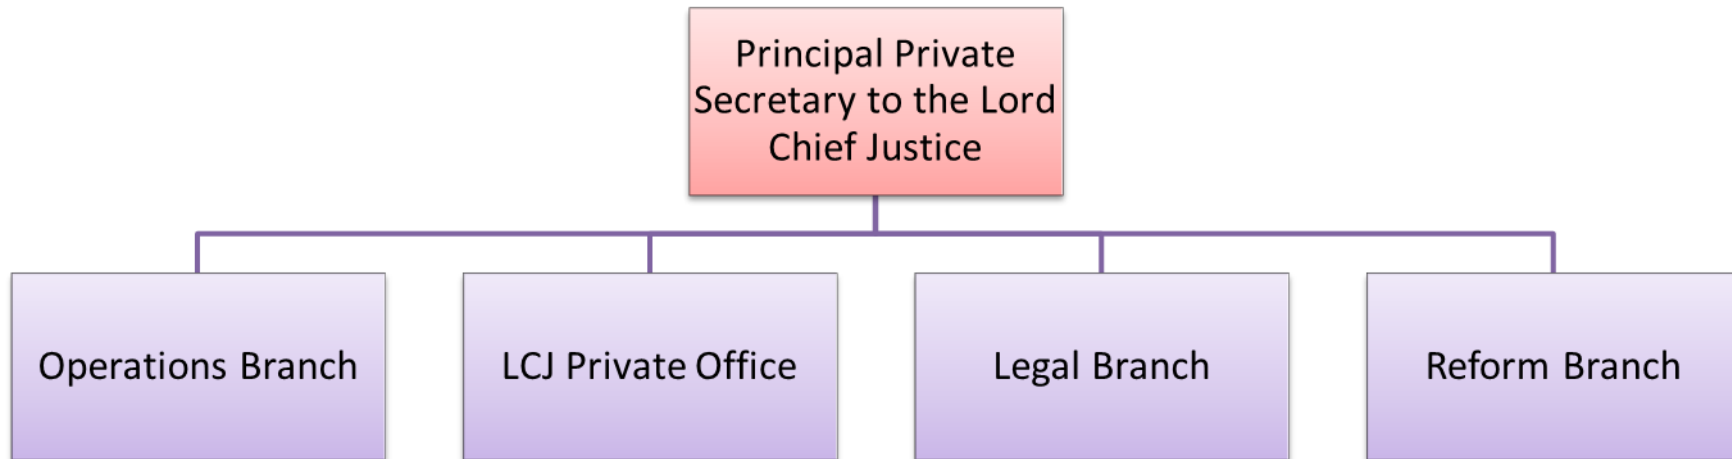 Principal Private
Secretary to the Lord
Chief Justice
Operations Branch
LCJ Private Office
Legal Branch
Reform Branch